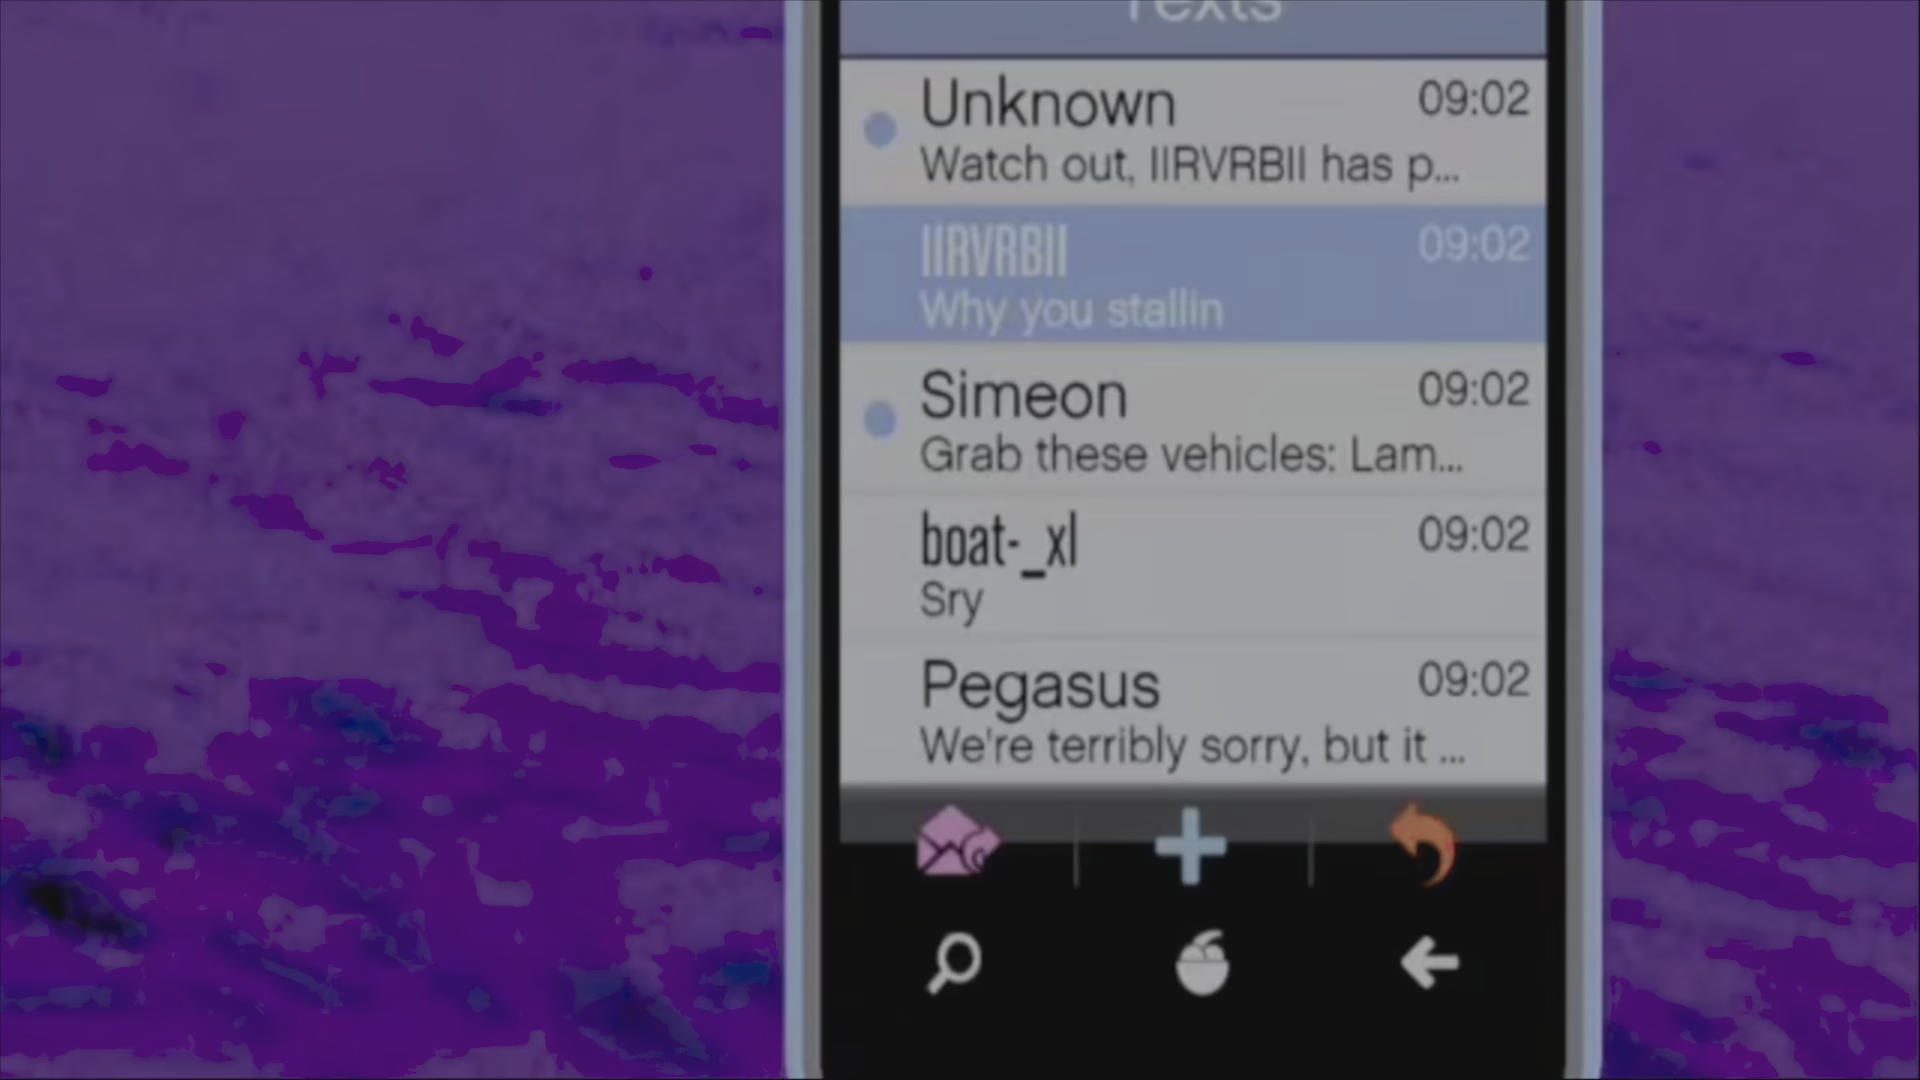 Texts
Unknown 09:02
Watch out, IIRVRBII has p...
IIRVRBII 09:02
Why you stallin
Simeon 09:02
Grab these vehicles: Lam...
boat-_xl 09:02
Sry
Pegasus 09:02
We're terribly sorry, but it ...